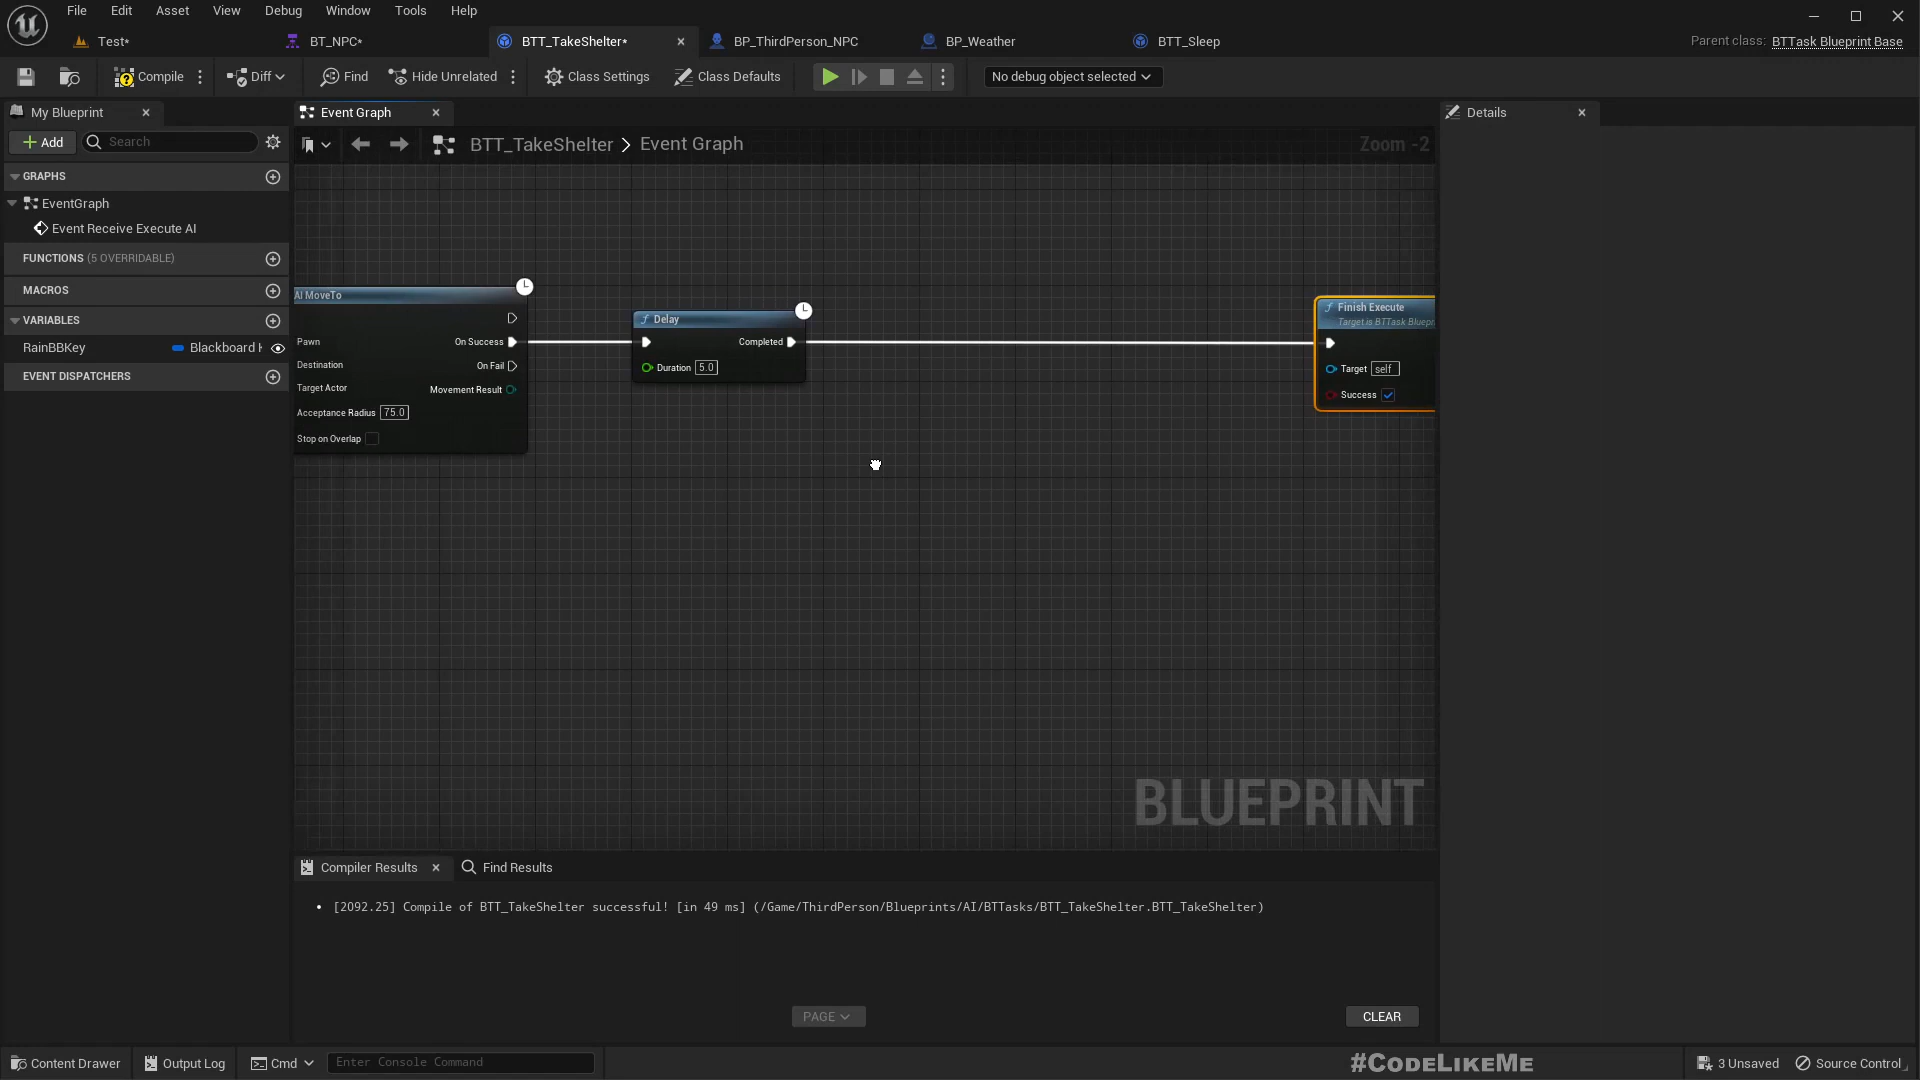 File Edit Asset View Debug Window Tools Help
Test* BT_NPC* BTT_TakeShelter* BP_ThirdPerson_NPC BP_Weather BTT_Sleep
Parent class: BTTask Blueprint Base
Compile Diff Find Hide Unrelated Class Settings Class Defaults No debug object selected
My Blueprint Event Graph Details
Add Search
BTT_TakeShelter Event Graph Zoom -2
GRAPHS
EventGraph
Event Receive Execute AI
FUNCTIONS (5 OVERRIDABLE)
MACROS
VARIABLES
RainBBKey Blackboard
EVENT DISPATCHERS
AI MoveTo
Pawn On Success
Destination On Fail
Target Actor Movement Result
Acceptance Radius 75.0
Stop on Overlap
Delay
Completed
Duration 5.0
Finish Execute
Target is BTTask Bluepr
Target self
Success
BLUEPRINT
Compiler Results Find Results
[2092.25] Compile of BTT_TakeShelter successful! [in 49 ms] (/Game/ThirdPerson/Blueprints/AI/BTTasks/BTT_TakeShelter.BTT_TakeShelter)
PAGE CLEAR
Content Drawer Output Log Cmd Enter Console Command #CODELIKEME 3 Unsaved Source Control